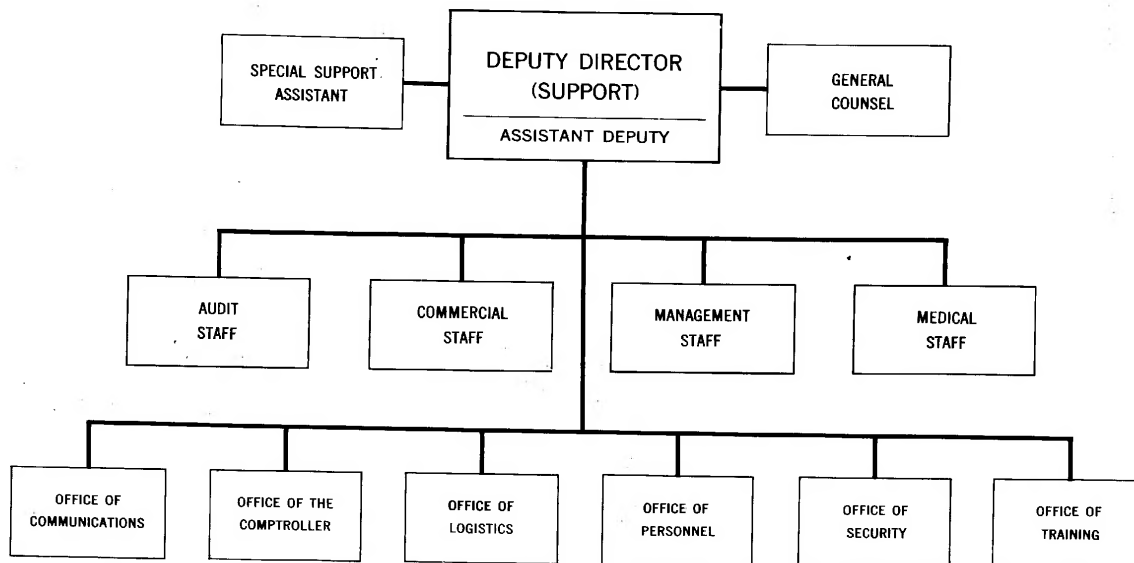 SPECIAL SUPPORT
ASSISTANT
DEPUTY DIRECTOR
(SUPPORT)
ASSISTANT DEPUTY
GENERAL
COUNSEL
AUDIT
STAFF
COMMERCIAL
STAFF
MANAGEMENT
STAFF
MEDICAL
STAFF
OFFICE OF
COMMUNICATIONS
OFFICE OF THE
COMPTROLLER
OFFICE OF
LOGISTICS
OFFICE OF
PERSONNEL
OFFICE OF
SECURITY
OFFICE OF
TRAINING